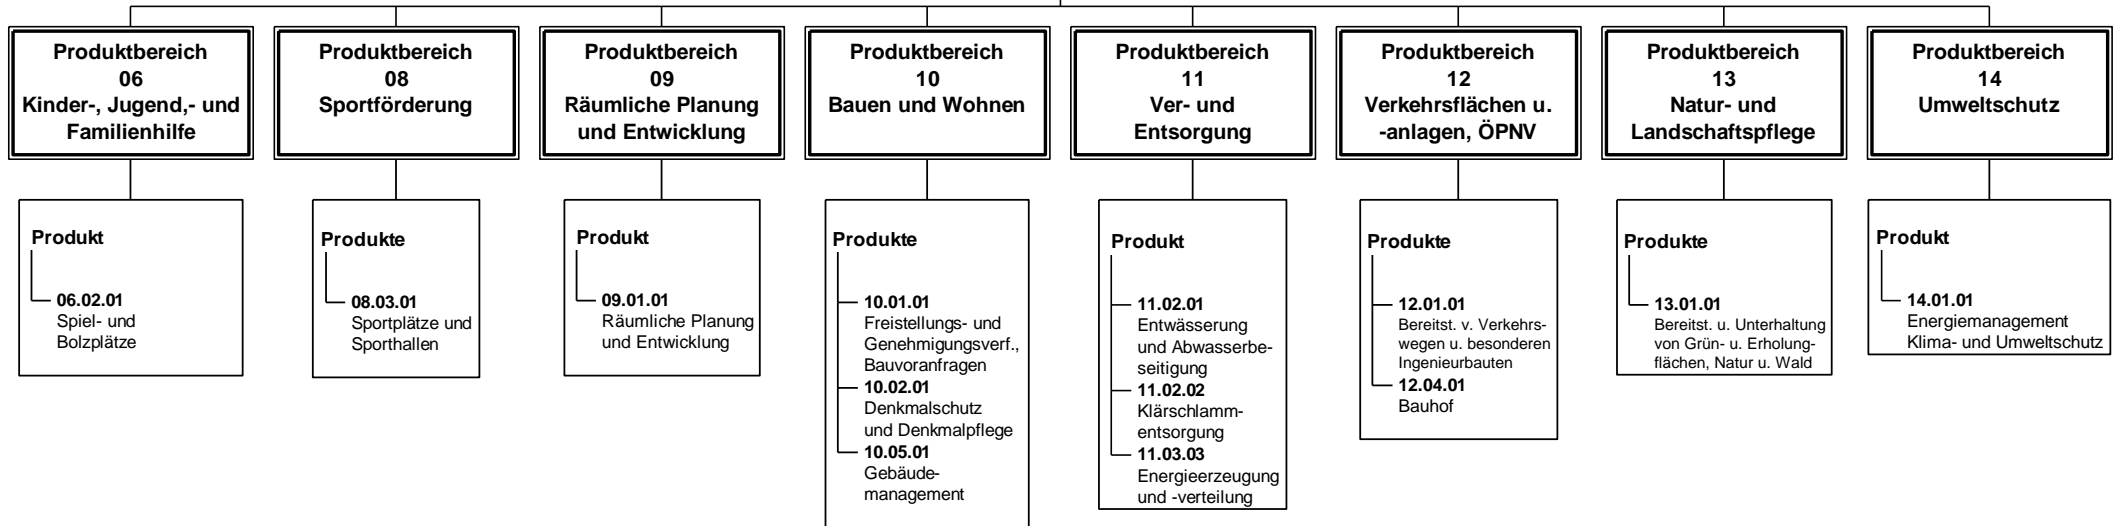 Produktbereich
06
Kinder-, Jugend,- und
Familienhilfe
Produktbereich
08
Sportförderung
Produktbereich
09
Räumliche Planung
und Entwicklung
Produktbereich
10
Bauen und Wohnen
Produktbereich
11
Ver- und
Entsorgung
Produktbereich
12
Verkehrsflächen u.
-anlagen, ÖPNV
Produktbereich
13
Natur- und
Landschaftspflege
Produktbereich
14
Umweltschutz
Produkt
06.02.01
Spiel- und
Bolzplätze
Produkte
08.03.01
Sportplätze und
Sporthallen
Produkt
09.01.01
Räumliche Planung
und Entwicklung
Produkte
10.01.01
Freistellungs- und
Genehmigungsverf.,
Bauvoranfragen
10.02.01
Denkmalschutz
und Denkmalpflege
10.05.01
Gebäude-
management
Produkt
11.02.01
Entwässerung
und Abwasserbe-
seitigung
11.02.02
Klärschlamm-
entsorgung
11.03.03
Energieerzeugung
und -verteilung
Produkte
12.01.01
Bereitst. v. Verkehrs-
wegen u. besonderen
Ingenieurbauten
12.04.01
Bauhof
Produkte
13.01.01
Bereitst. u. Unterhaltung
von Grün- u. Erholung-
flächen, Natur u. Wald
Produkt
14.01.01
Energiemanagement
Klima- und Umweltschutz